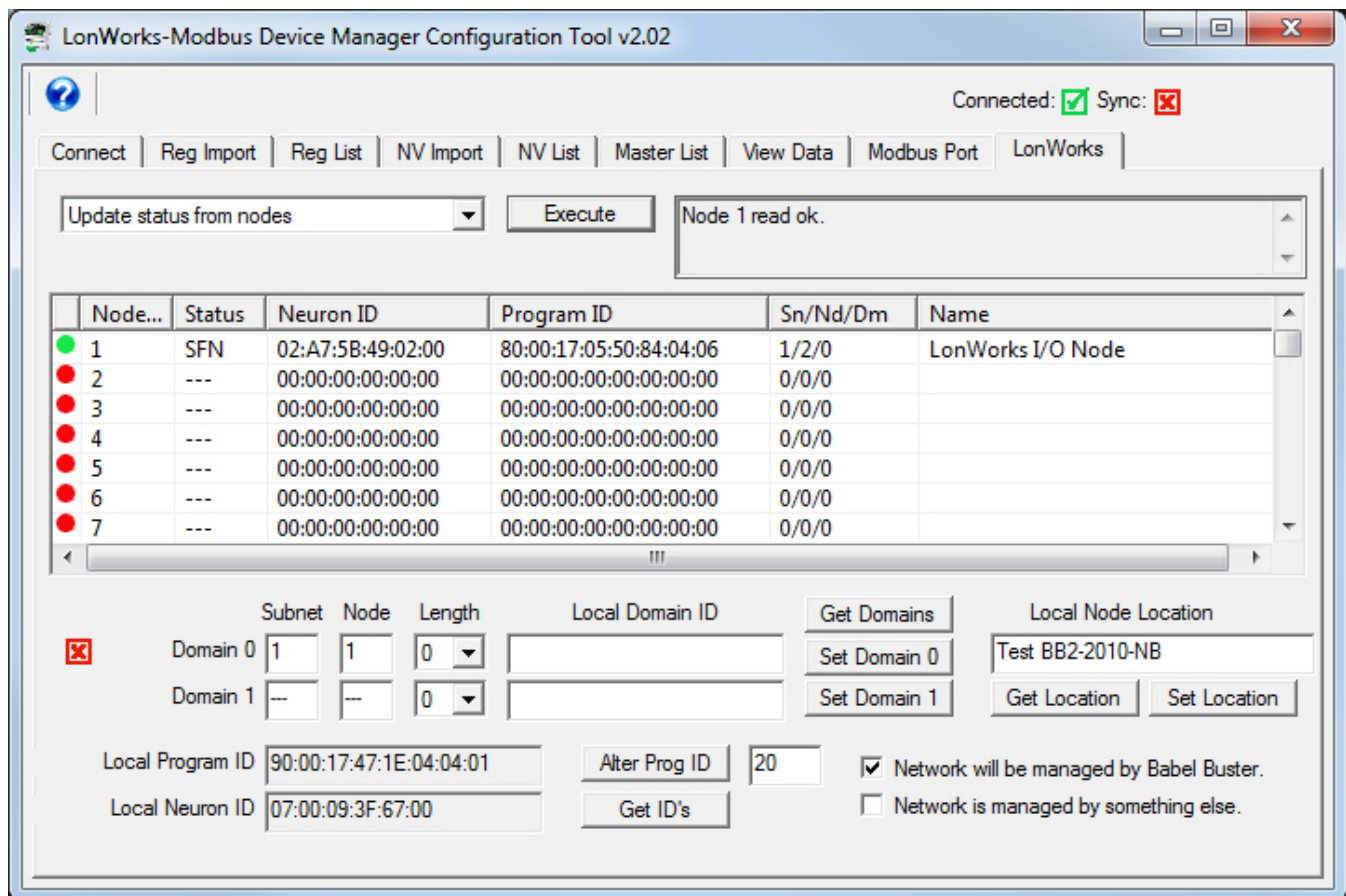 LonWorks-Modbus Device Manager Configuration Tool v2.02
Connected: Sync:
Connect Reg Import Reg List NV Import NV List Master List View Data Modbus Port LonWorks
Update status from nodes Execute Node 1 read ok.
Node... Status Neuron ID Program ID Sn/Nd/Dm Name
1 SFN 02:A7:5B:49:02:00 80:00:17:05:50:84:04:06 1/2/0 LonWorks I/O Node
2 --- 00:00:00:00:00:00 00:00:00:00:00:00:00:00 0/0/0
3 --- 00:00:00:00:00:00 00:00:00:00:00:00:00:00 0/0/0
4 --- 00:00:00:00:00:00 00:00:00:00:00:00:00:00 0/0/0
5 --- 00:00:00:00:00:00 00:00:00:00:00:00:00:00 0/0/0
6 --- 00:00:00:00:00:00 00:00:00:00:00:00:00:00 0/0/0
7 --- 00:00:00:00:00:00 00:00:00:00:00:00:00:00 0/0/0
Subnet Node Length Local Domain ID Get Domains Local Node Location
Domain 0 1 1 0 Set Domain 0 Test BB2-2010-NB
Domain 1 --- --- 0 Set Domain 1 Get Location Set Location
Local Program ID 90:00:17:47:1E:04:04:01 Alter Prog ID 20 Network will be managed by Babel Buster.
Local Neuron ID 07:00:09:3F:67:00 Get ID's Network is managed by something else.